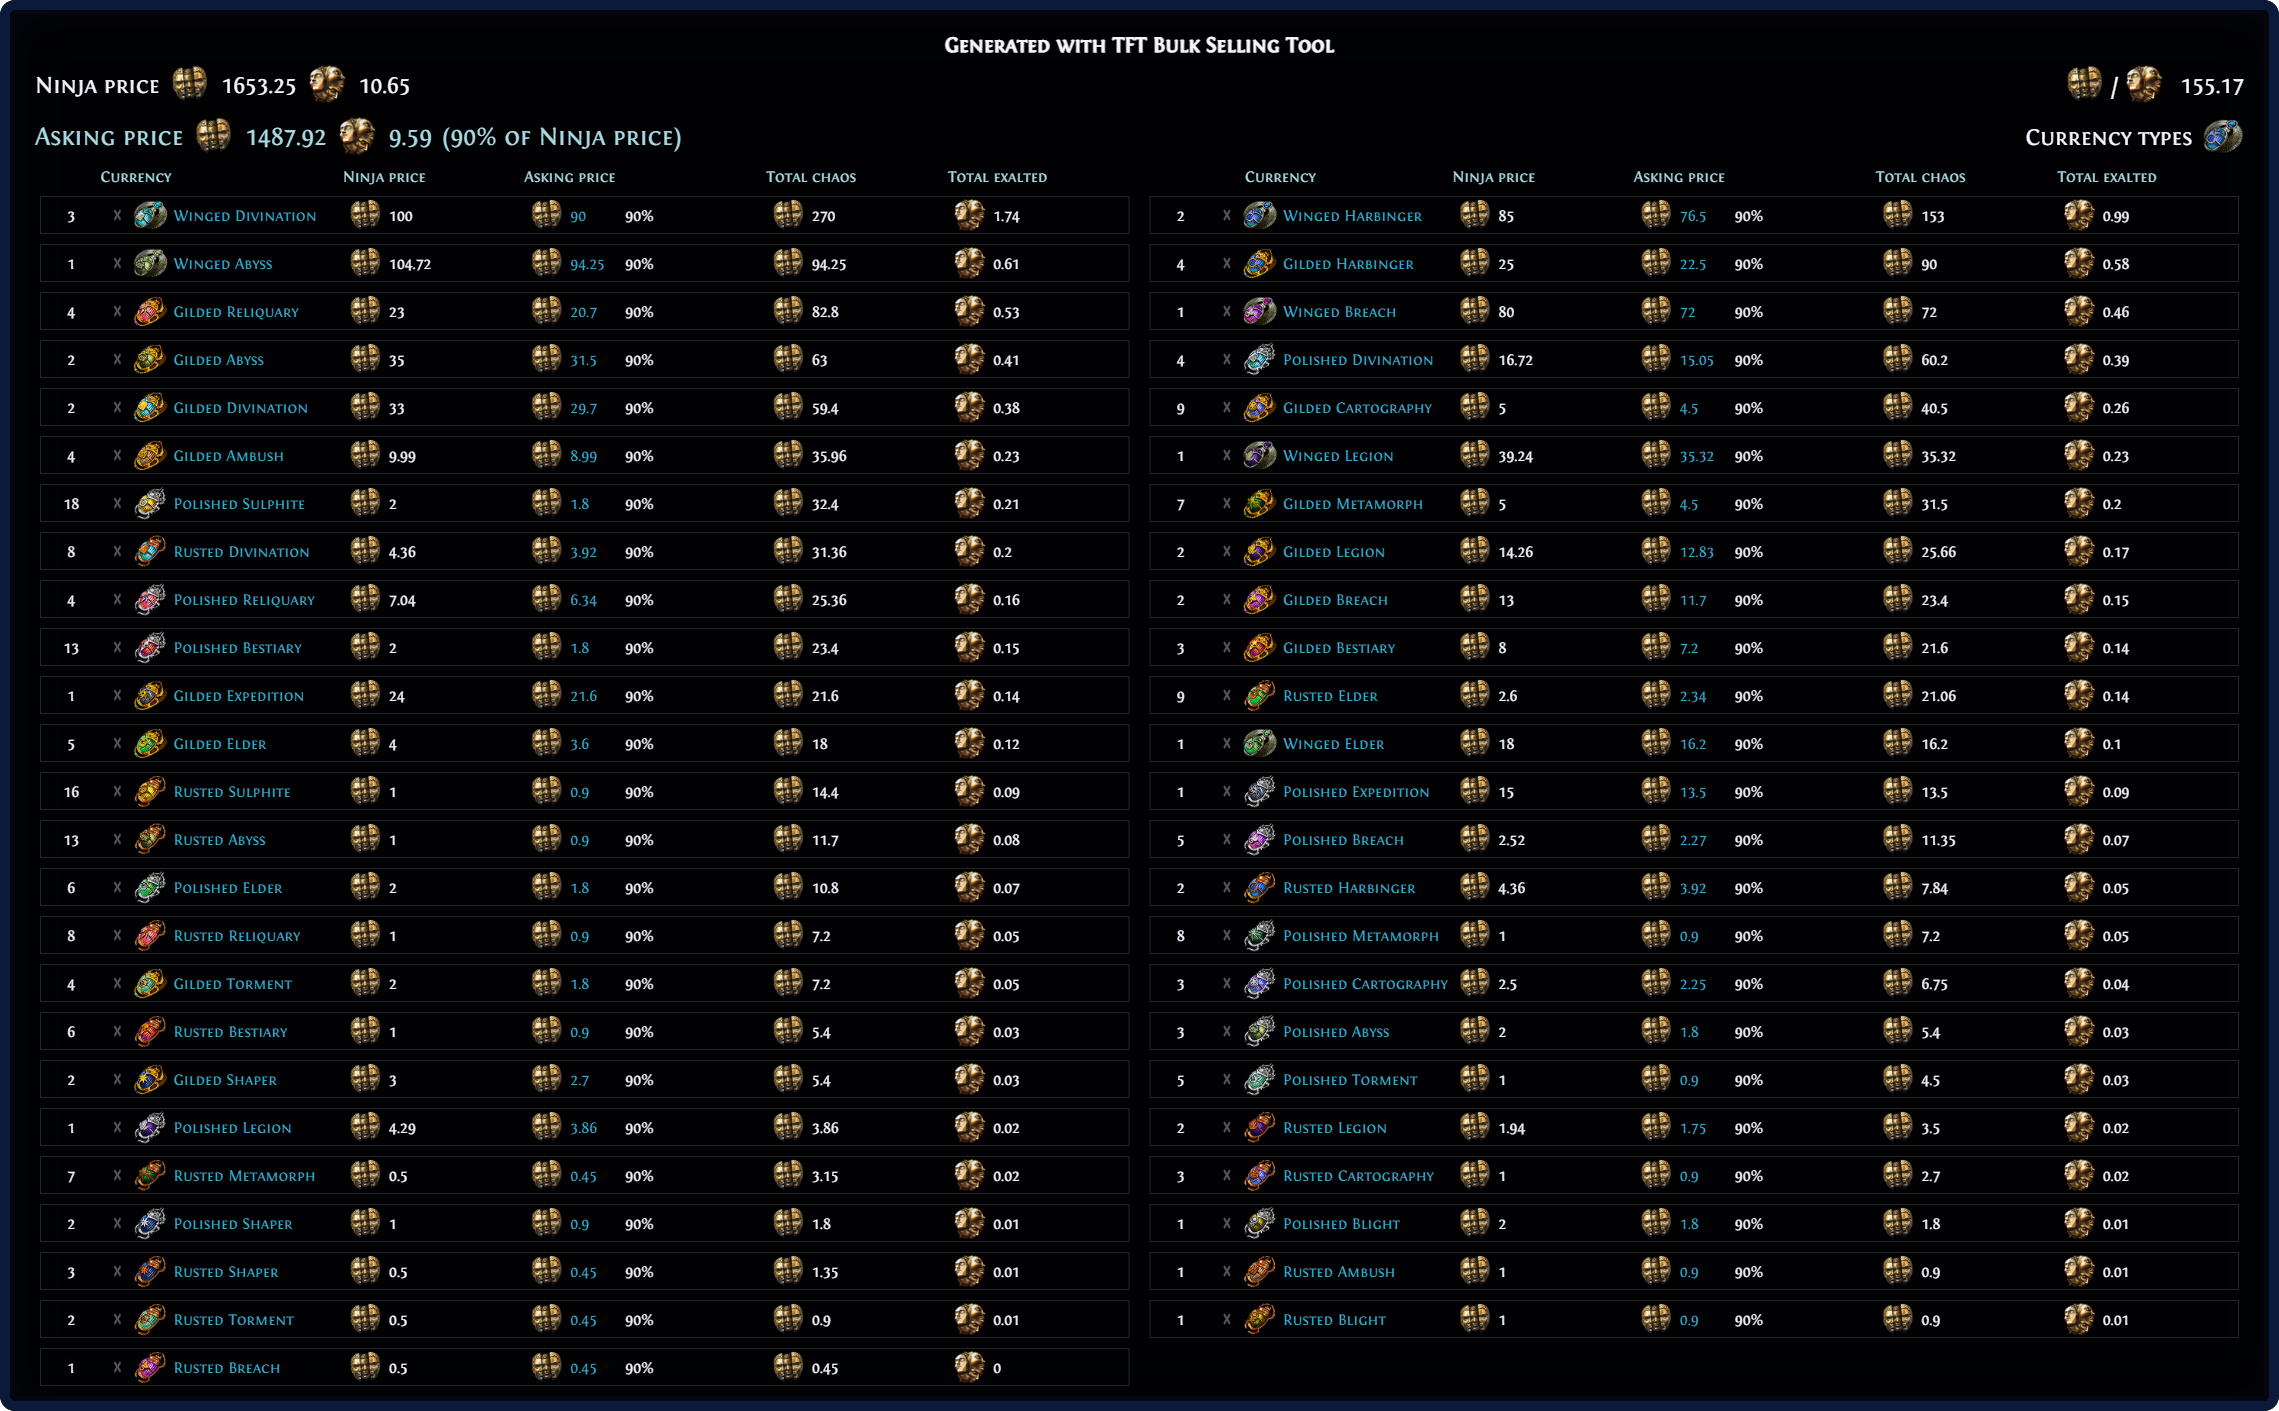 Generated with TFT Bulk Selling Tool
Ninja price 1653.25 10.65 / 155.17
Asking price 1487.92 9.59 (90% of Ninja price) Currency types
Currency Ninja price Asking price Total chaos Total exalted Currency Ninja price Asking price Total chaos Total exalted
3 x Winged Divination 100 90 90% 270 1.74 2 x Winged Harbinger 85 76.5 90% 153 0.99
1 x Winged Abyss 104.72 94.25 90% 94.25 0.61 4 x Gilded Harbinger 25 22.5 90% 90 0.58
4 x Gilded Reliquary 23 20.7 90% 82.8 0.53 1 x Winged Breach 80 72 90% 72 0.46
2 x Gilded Abyss 35 31.5 90% 63 0.41 4 x Polished Divination 16.72 15.05 90% 60.2 0.39
2 x Gilded Divination 33 29.7 90% 59.4 0.38 9 x Gilded Cartography 5 4.5 90% 40.5 0.26
4 x Gilded Ambush 9.99 8.99 90% 35.96 0.23 1 x Winged Legion 39.24 35.32 90% 35.32 0.23
18 x Polished Sulphite 2 1.8 90% 32.4 0.21 7 x Gilded Metamorph 5 4.5 90% 31.5 0.2
8 x Rusted Divination 4.36 3.92 90% 31.36 0.2 2 x Gilded Legion 14.26 12.83 90% 25.66 0.17
4 x Polished Reliquary 7.04 6.34 90% 25.36 0.16 2 x Gilded Breach 13 11.7 90% 23.4 0.15
13 x Polished Bestiary 2 1.8 90% 23.4 0.15 3 x Gilded Bestiary 8 7.2 90% 21.6 0.14
1 x Gilded Expedition 24 21.6 90% 21.6 0.14 9 x Rusted Elder 2.6 2.34 90% 21.06 0.14
5 x Gilded Elder 4 3.6 90% 18 0.12 1 x Winged Elder 18 16.2 90% 16.2 0.1
16 x Rusted Sulphite 1 0.9 90% 14.4 0.09 1 x Polished Expedition 15 13.5 90% 13.5 0.09
13 x Rusted Abyss 1 0.9 90% 11.7 0.08 5 x Polished Breach 2.52 2.27 90% 11.35 0.07
6 x Polished Elder 2 1.8 90% 10.8 0.07 2 x Rusted Harbinger 4.36 3.92 90% 7.84 0.05
8 x Rusted Reliquary 1 0.9 90% 7.2 0.05 8 x Polished Metamorph 1 0.9 90% 7.2 0.05
4 x Gilded Torment 2 1.8 90% 7.2 0.05 3 x Polished Cartography 2.5 2.25 90% 6.75 0.04
6 x Rusted Bestiary 1 0.9 90% 5.4 0.03 3 x Polished Abyss 2 1.8 90% 5.4 0.03
2 x Gilded Shaper 3 2.7 90% 5.4 0.03 5 x Polished Torment 1 0.9 90% 4.5 0.03
1 x Polished Legion 4.29 3.86 90% 3.86 0.02 2 x Rusted Legion 1.94 1.75 90% 3.5 0.02
7 x Rusted Metamorph 0.5 0.45 90% 3.15 0.02 3 x Rusted Cartography 1 0.9 90% 2.7 0.02
2 x Polished Shaper 1 0.9 90% 1.8 0.01 1 x Polished Blight 2 1.8 90% 1.8 0.01
3 x Rusted Shaper 0.5 0.45 90% 1.35 0.01 1 x Rusted Ambush 1 0.9 90% 0.9 0.01
2 x Rusted Torment 0.5 0.45 90% 0.9 0.01 1 x Rusted Blight 1 0.9 90% 0.9 0.01
1 x Rusted Breach 0.5 0.45 90% 0.45 0